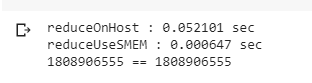 reduceOnHost : 0.052101 sec
reduceUseSMEM : 0.000647 sec
1808906555 == 1808906555